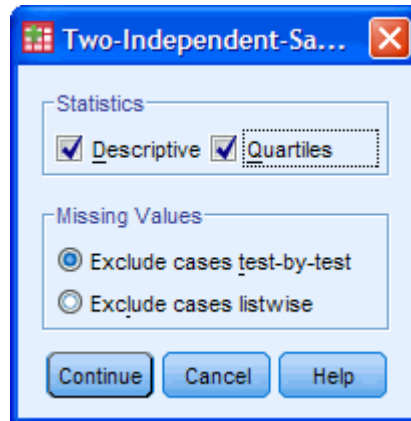 Two-Independent-Sa...
Statistics
Descriptive Quartiles
Missing Values
Exclude cases test-by-test
Exclude cases listwise
Continue Cancel Help